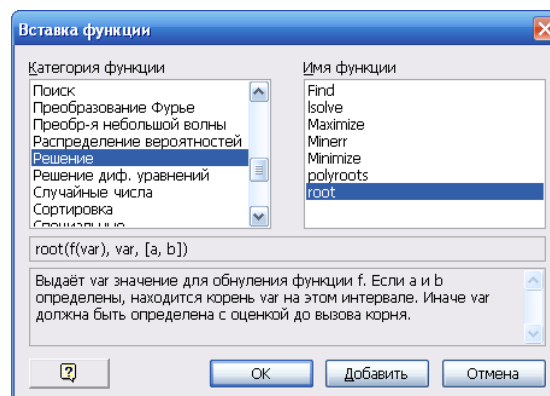 Вставка функции
Категория функции
Поиск
Преобразование Фурье
Преобр-я небольшой волны
Распределение вероятностей
Решение
Решение диф. уравнений
Случайные числа
Сортировка
Специальные
Имя функции
Find
lsolve
Maximize
Minerr
Minimize
polyroots
root
root(f(var), var, [a, b])
Выдаёт var значение для обнуления функции f. Если a и b
определены, находится корень var на этом интервале. Иначе var
должна быть определена с оценкой до вызова корня.
?
OK
Добавить
Отмена